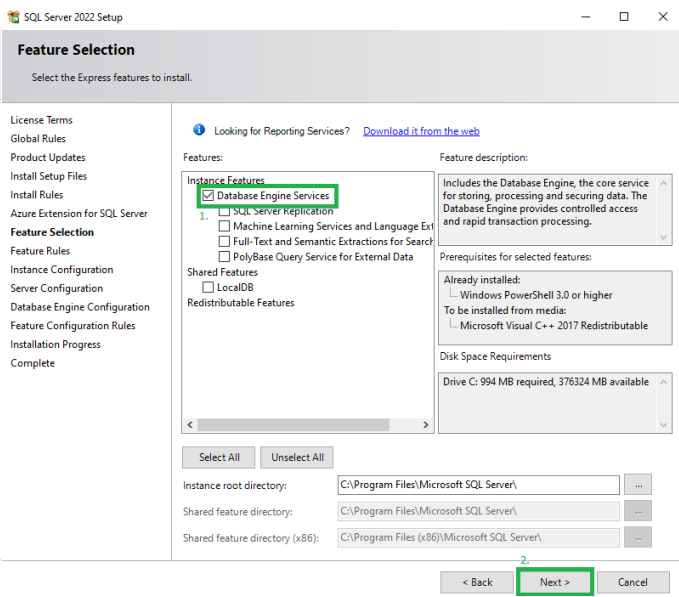 SQL Server 2022 Setup
Feature Selection
Select the Express features to install.
License Terms
Global Rules
Product Updates
Install Setup Files
Install Rules
Azure Extension for SQL Server
Feature Selection
Feature Rules
Instance Configuration
Server Configuration
Database Engine Configuration
Feature Configuration Rules
Installation Progress
Complete
Looking for Reporting Services? Download it from the web
Features:
Instance Features
Database Engine Services
1.
SQL Server Replication
Machine Learning Services and Language Ext
Full-Text and Semantic Extractions for Search
PolyBase Query Service for External Data
Shared Features
LocalDB
Redistributable Features
Feature description:
Includes the Database Engine, the core service
for storing, processing and securing data. The
Database Engine provides controlled access
and rapid transaction processing.
Prerequisites for selected features:
Already installed:
Windows PowerShell 3.0 or higher
To be installed from media:
Microsoft Visual C++ 2017 Redistributable
Disk Space Requirements
Drive C: 994 MB required, 376324 MB available
Select All
Unselect All
Instance root directory:
C:\Program Files\Microsoft SQL Server\
...
Shared feature directory:
C:\Program Files\Microsoft SQL Server\
...
Shared feature directory (x86):
C:\Program Files (x86)\Microsoft SQL Server\
...
2.
< Back
Next >
Cancel